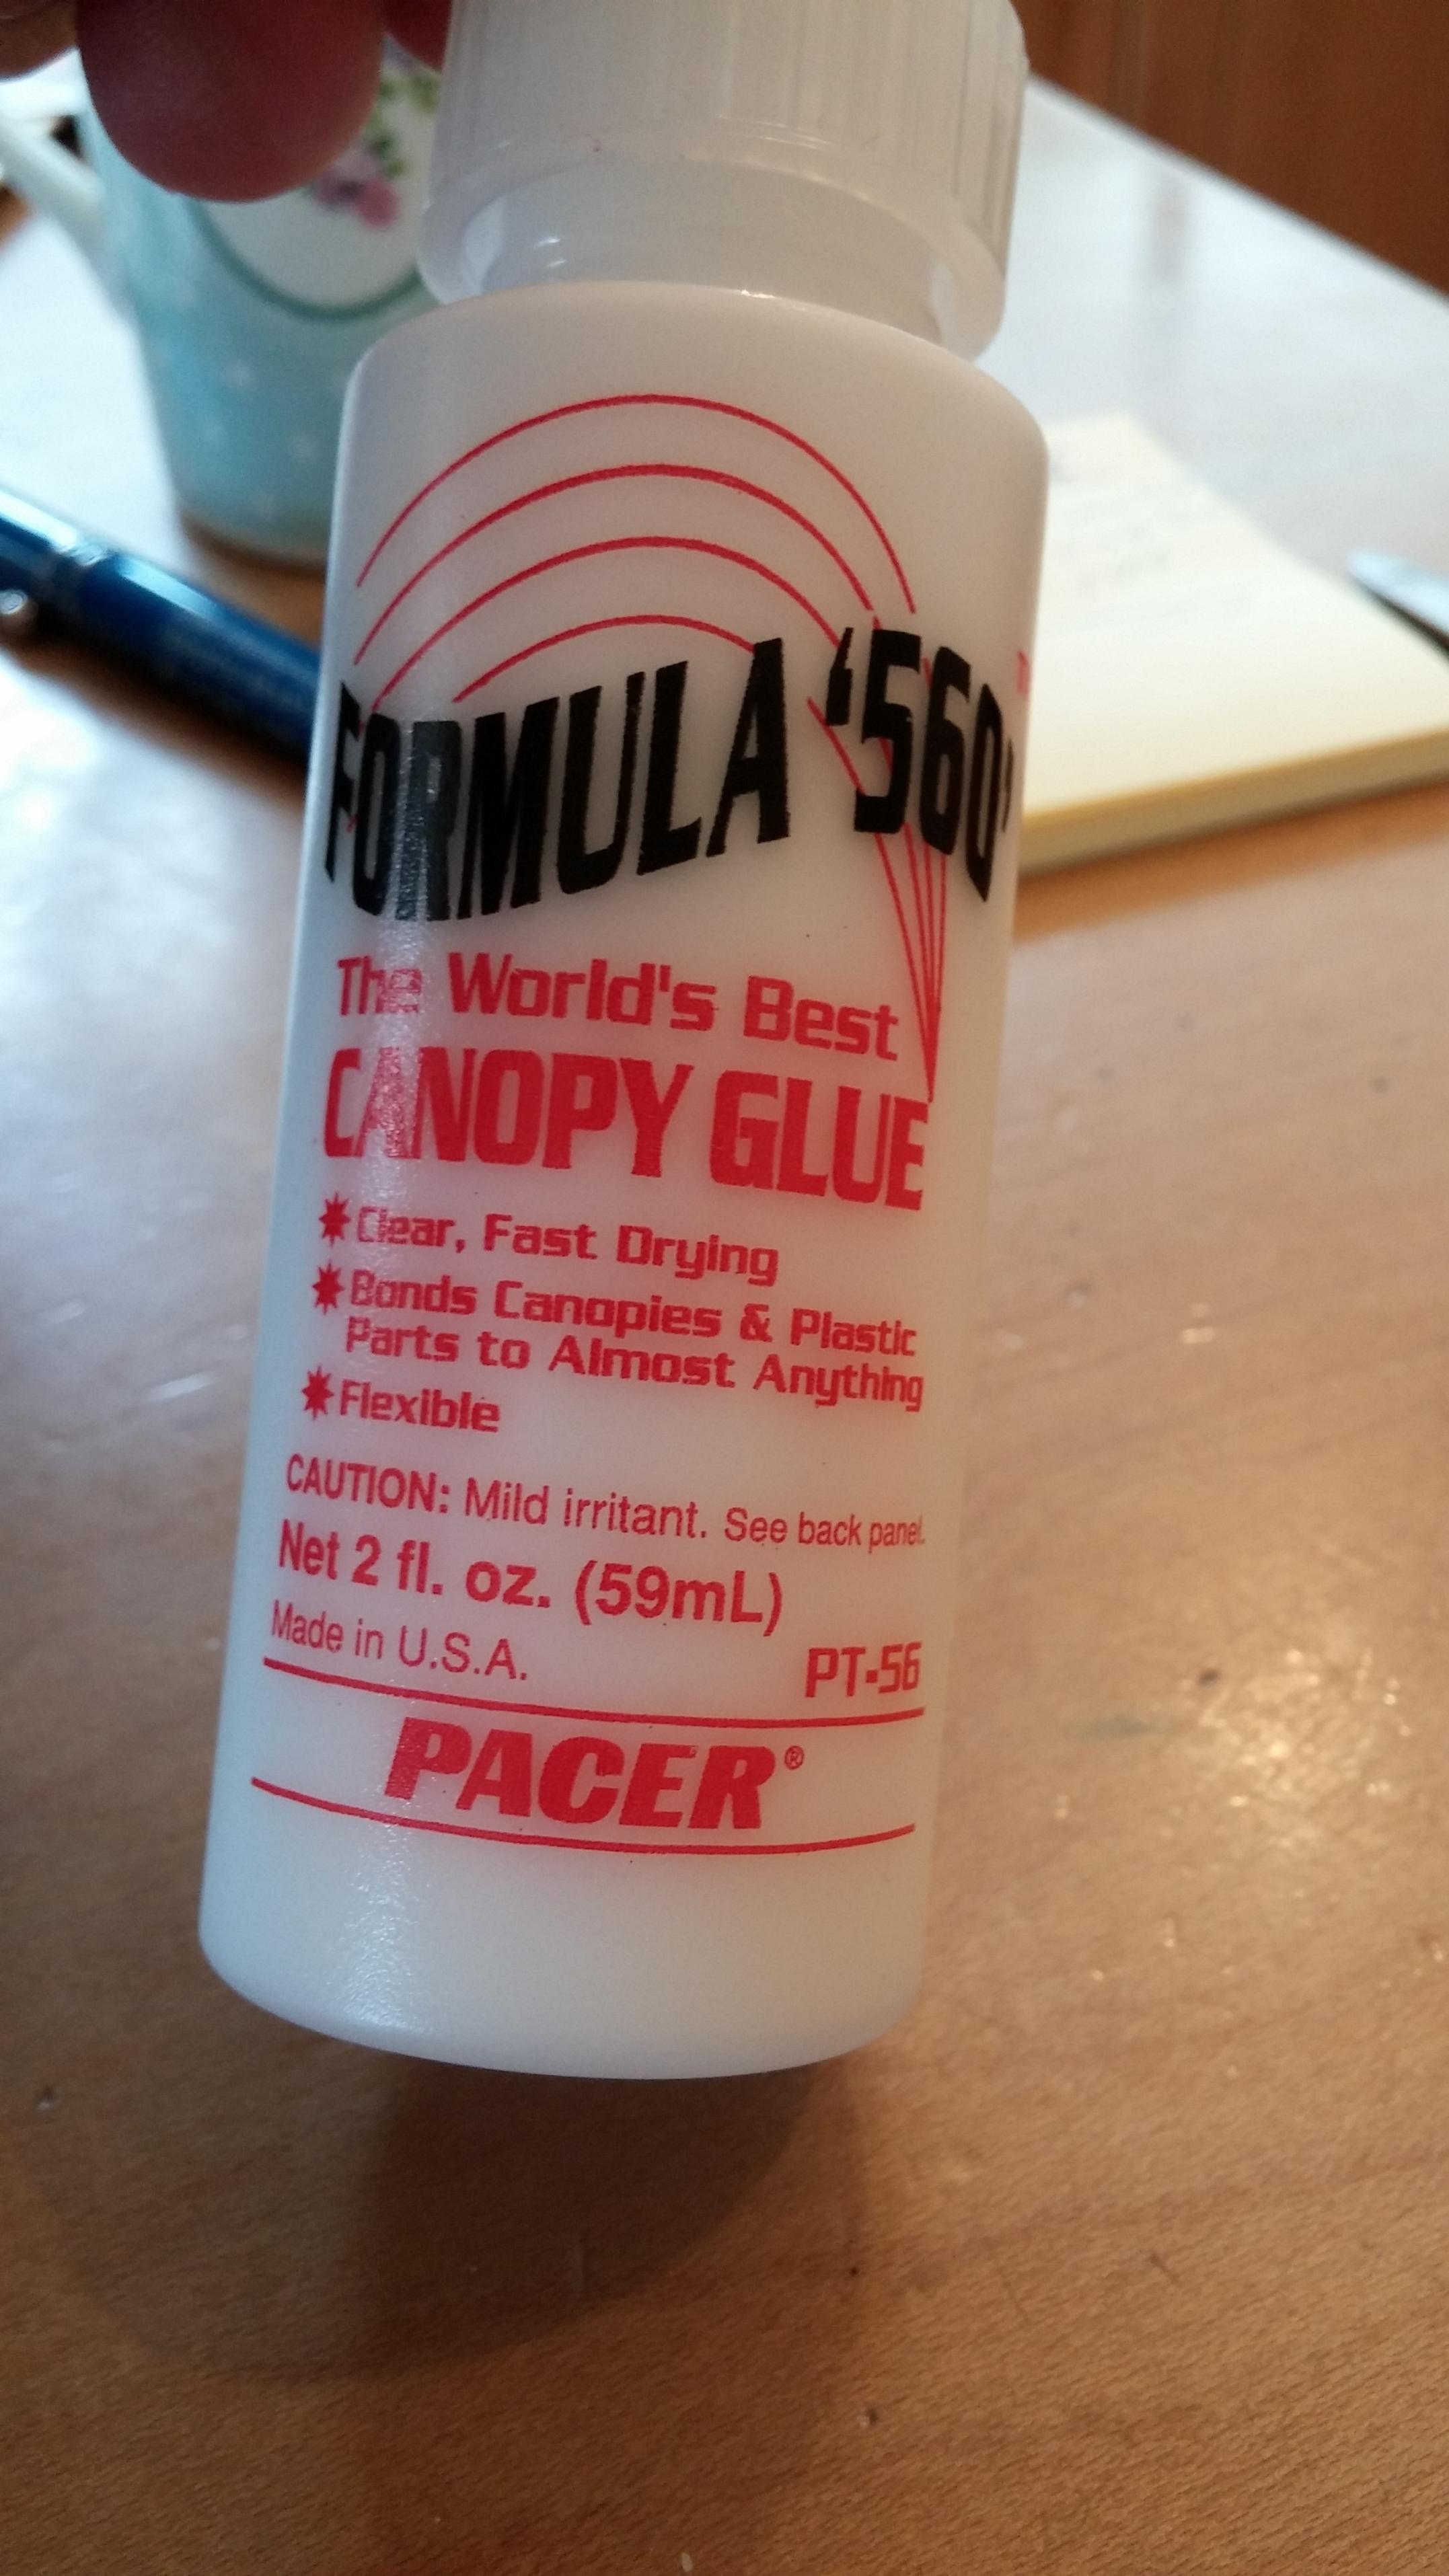 FORMULA '560'
The World's Best
CANOPY GLUE
Clear, Fast Drying
Bonds Canopies & Plastic
Parts to Almost Anything
Flexible
CAUTION: Mild irritant. See back panel.
Net 2 fl. oz. (59mL)
Made in U.S.A.
PT-56
PACER®